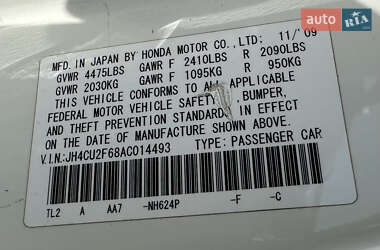 auto RIA.com
MFD. IN JAPAN BY HONDA MOTOR CO., LTD: 11/'09
GVWR 4475LBS GAWR F 2410LBS R 2090LBS
GVWR 2030KG GAWR F 1095KG R 950KG
THIS VEHICLE CONFORMS TO ALL APPLICABLE
FEDERAL MOTOR VEHICLE SAFETY, BUMPER,
AND THEFT PREVENTION STANDARDS IN EFFECT
ON THE DATE OF MANUFACTURE SHOWN ABOVE
V.I.N:JH4CU2F68AC014493 TYPE: PASSENGER CAR
TL2 A AA7 -NH624P -F -C